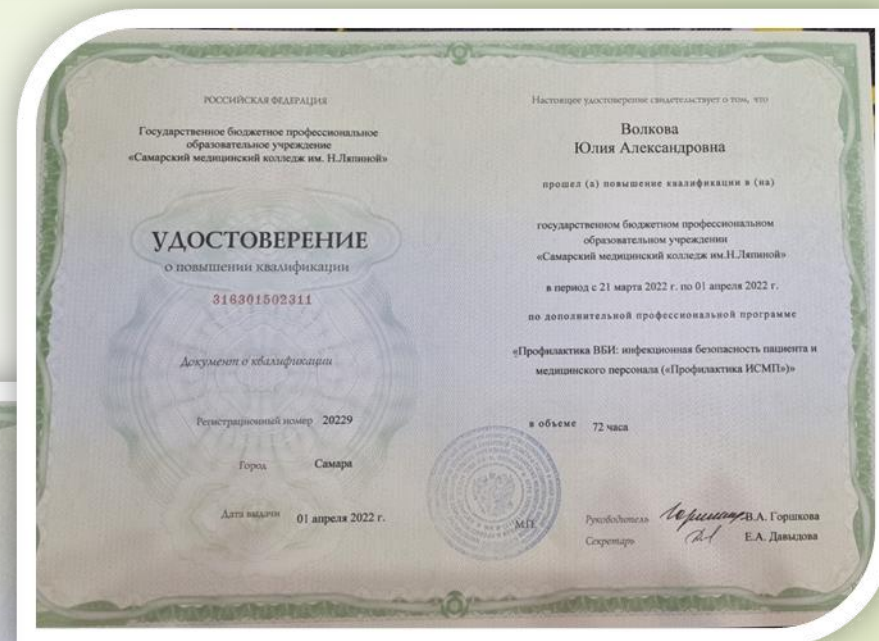 РОССИЙСКАЯ ФЕДЕРАЦИЯ
Государственное бюджетное профессиональное
образовательное учреждение
«Самарский медицинский колледж им. Н.Ляпиной»
УДОСТОВЕРЕНИЕ
о повышении квалификации
316301502311
Документ о квалификации
Регистрационный номер 20229
Город Самара
Дата выдачи 01 апреля 2022 г.
Настоящее удостоверение свидетельствует о том, что
Волкова
Юлия Александровна
прошел (а) повышение квалификации в (на)
государственном бюджетном профессиональном
образовательном учреждении
«Самарский медицинский колледж им.Н.Ляпиной»
в период с 21 марта 2022 г. по 01 апреля 2022 г.
по дополнительной профессиональной программе
«Профилактика ВБИ: инфекционная безопасность пациента и
медицинского персонала («Профилактика ИСМП»)»
в объеме 72 часа
М.П.
Руководитель В.А. Горшкова
Секретарь Е.А. Давыдова